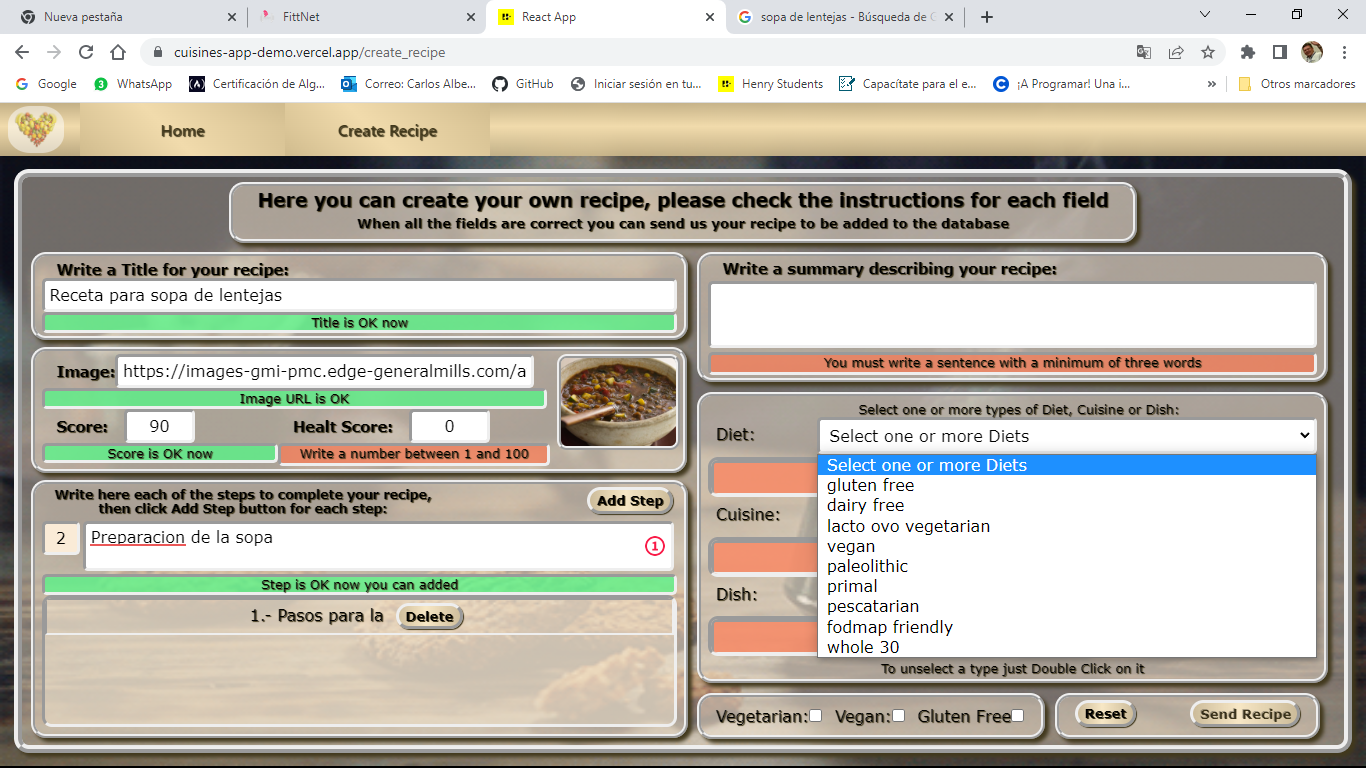 Nueva pestaña
FittNet
React App
sopa de lentejas - Búsqueda de G
cuisines-app-demo.vercel.app/create_recipe
Google
WhatsApp
Certificación de Alg...
Correo: Carlos Albe...
GitHub
Iniciar sesión en tu...
Henry Students
Capacítate para el e...
¡A Programar! Una i...
»
Otros marcadores
Home
Create Recipe
Here you can create your own recipe, please check the instructions for each field
When all the fields are correct you can send us your recipe to be added to the database
Write a Title for your recipe:
Receta para sopa de lentejas
Title is OK now
Image:
https://images-gmi-pmc.edge-generalmills.com/a
Image URL is OK
Score:
90
Healt Score:
0
Score is OK now
Write a number between 1 and 100
Write here each of the steps to complete your recipe,
then click Add Step button for each step:
Add Step
2
Preparacion de la sopa
1
Step is OK now you can added
1.- Pasos para la
Delete
Write a summary describing your recipe:
You must write a sentence with a minimum of three words
Select one or more types of Diet, Cuisine or Dish:
Diet:
Select one or more Diets
Select one or more Diets
gluten free
dairy free
lacto ovo vegetarian
vegan
paleolithic
primal
pescatarian
fodmap friendly
whole 30
Cuisine:
Dish:
To unselect a type just Double Click on it
Vegetarian:
Vegan:
Gluten Free
Reset
Send Recipe